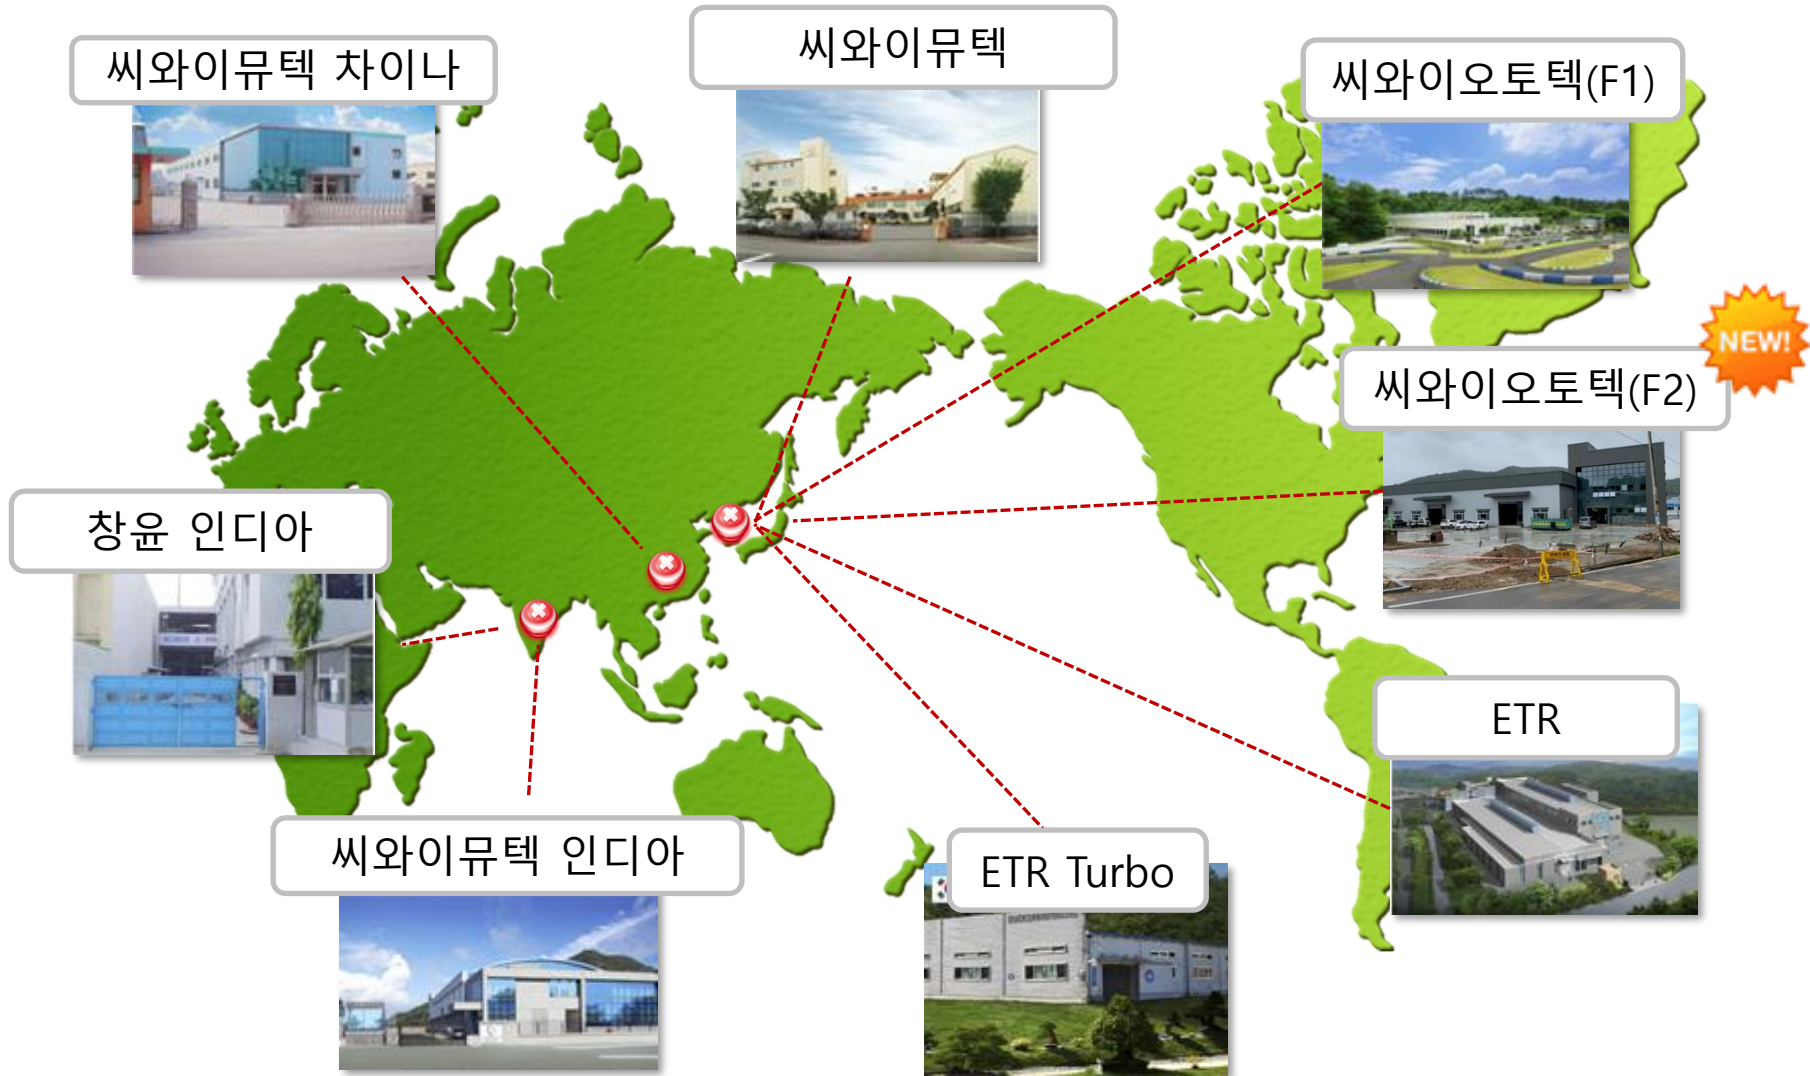 씨와이뮤텍 차이나
씨와이뮤텍
씨와이오토텍(F1)
NEW!
씨와이오토텍(F2)
창윤 인디아
ETR
씨와이뮤텍 인디아
ETR Turbo